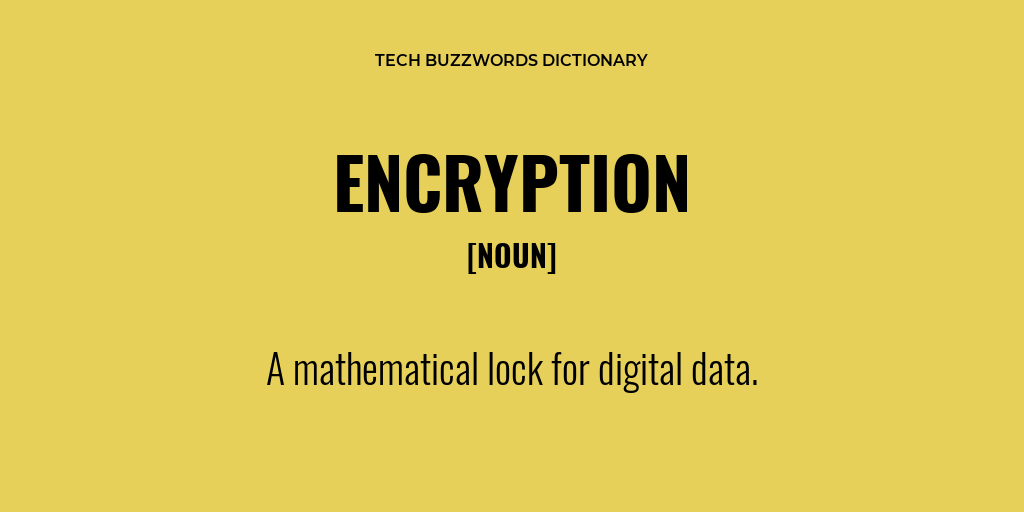 TECH BUZZWORDS DICTIONARY
ENCRYPTION
[NOUN]
A mathematical lock for digital data.